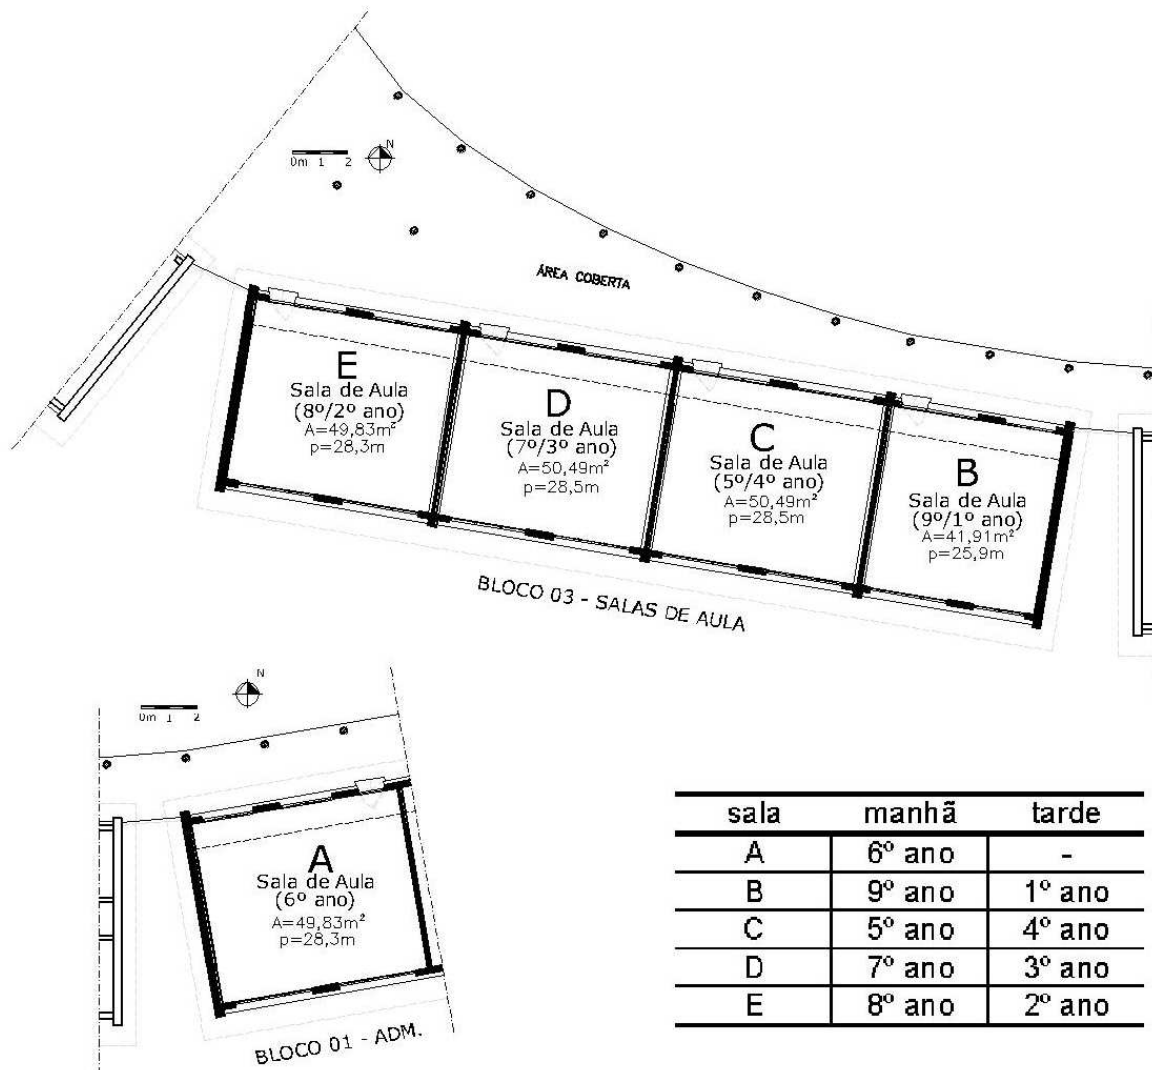 N
0m 1 2
ÁREA COBERTA
E
Sala de Aula
(8º/2º ano)
A=49,83m²
p=28,3m
D
Sala de Aula
(7º/3º ano)
A=50,49m²
p=28,5m
C
Sala de Aula
(5º/4º ano)
A=50,49m²
p=28,5m
B
Sala de Aula
(9º/1º ano)
A=41,91m²
p=25,9m
BLOCO 03 - SALAS DE AULA
N
0m 1 2
A
Sala de Aula
(6º ano)
A=49,83m²
p=28,3m
BLOCO 01 - ADM.
sala manhã tarde
A 6º ano -
B 9º ano 1º ano
C 5º ano 4º ano
D 7º ano 3º ano
E 8º ano 2º ano